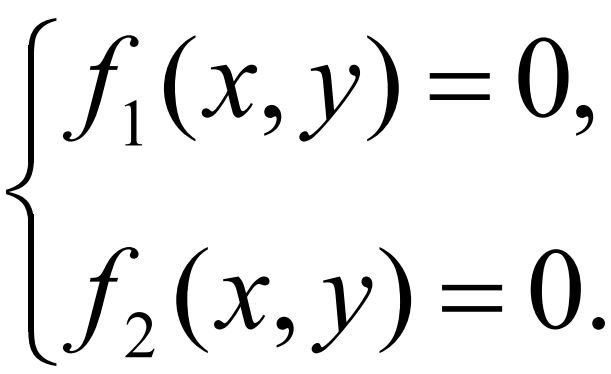 f₁(x, y) = 0,
f₂(x, y) = 0.